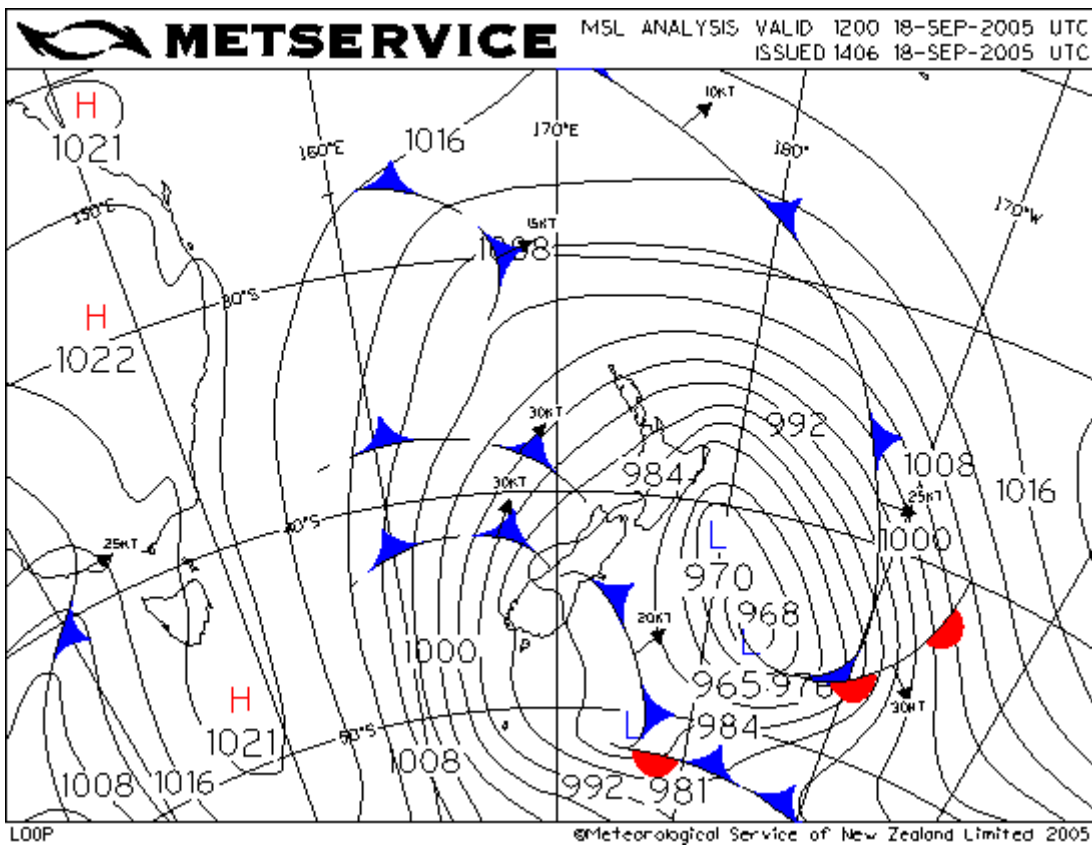 METSERVICE
MSL ANALYSIS VALID 1200 18-SEP-2005 UTC
ISSUED 1406 18-SEP-2005 UTC
H
1021
160°E
1016
170°E
10KT
180°
170°W
150°E
15KT
1008
30°S
H
1022
30KT
992
984
1008
1016
30KT
25KT
40°S
1000
25KT
L
970
968
L
20KT
1000
H
1021
965
976
30KT
50°S
L
984
1008
1016
1008
992
981
LOOP
©Meteorological Service of New Zealand Limited 2005